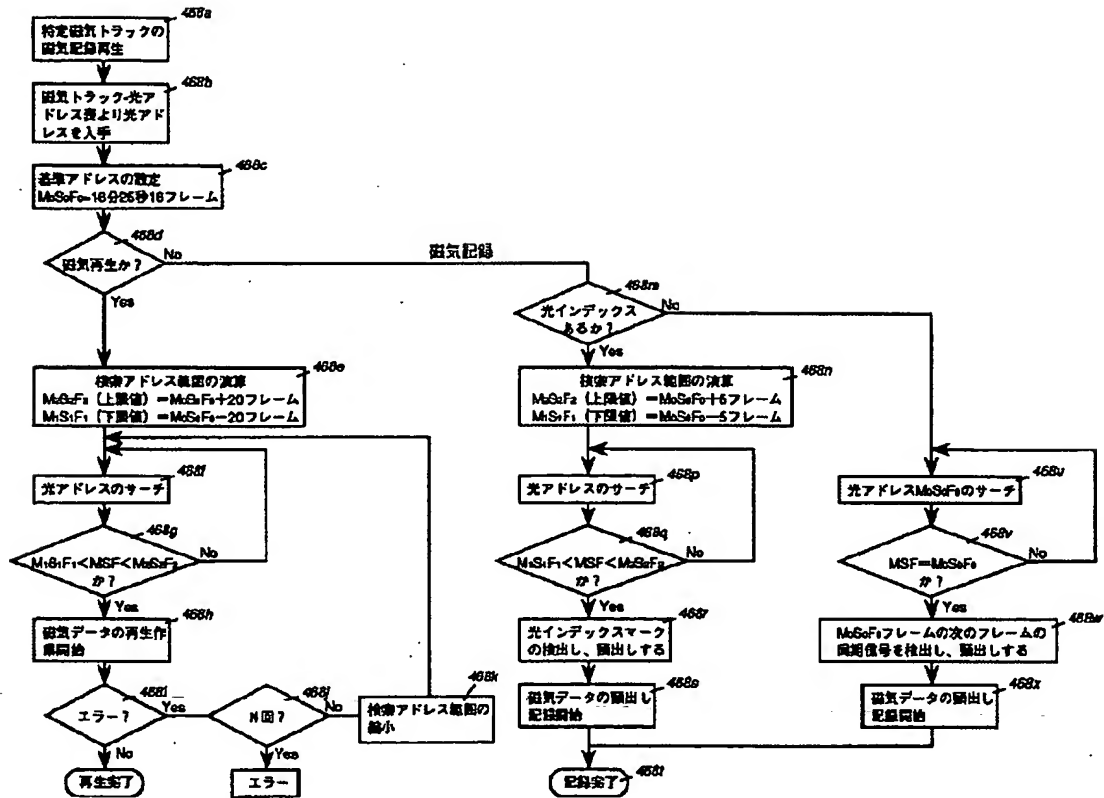 468a
特定磁気トラックの
磁気記録再生
468b
磁気トラック-光ア
ドレス表より光アド
レスを入手
468c
基準アドレスの設定
M₀S₀F₀=16分25秒16フレーム
468d
磁気再生か?
No
磁気記録
Yes
468m
光インデックス
あるか?
No
Yes
468e
検索アドレス範囲の演算
M₂S₂F₂(上限値)=M₀S₀F₀+20フレーム
M₁S₁F₁(下限値)=M₀S₀F₀-20フレーム
468n
検索アドレス範囲の演算
M₂S₂F₂(上限値)=M₀S₀F₀+5フレーム
M₁S₁F₁(下限値)=M₀S₀F₀-5フレーム
468f
光アドレスのサーチ
468p
光アドレスのサーチ
468u
光アドレスM₀S₀F₀のサーチ
468g
M₁S₁F₁<MSF<M₂S₂F₂
か?
No
Yes
468q
M₁S₁F₁<MSF<M₂S₂F₂
か?
No
Yes
468v
MSF=M₀S₀F₀
か?
No
Yes
468h
磁気データの再生作
業開始
468r
光インデックスマーク
の検出し、頭出しする
468w
M₀S₀F₀フレームの次のフレームの
同期信号を検出し、頭出しする
468i
エラー?
Yes
No
468j
N回?
No
Yes
468k
検索アドレス範囲の
縮小
468s
磁気データの頭出し
記録開始
468x
磁気データの頭出し
記録開始
再生完了
エラー
468t
記録完了